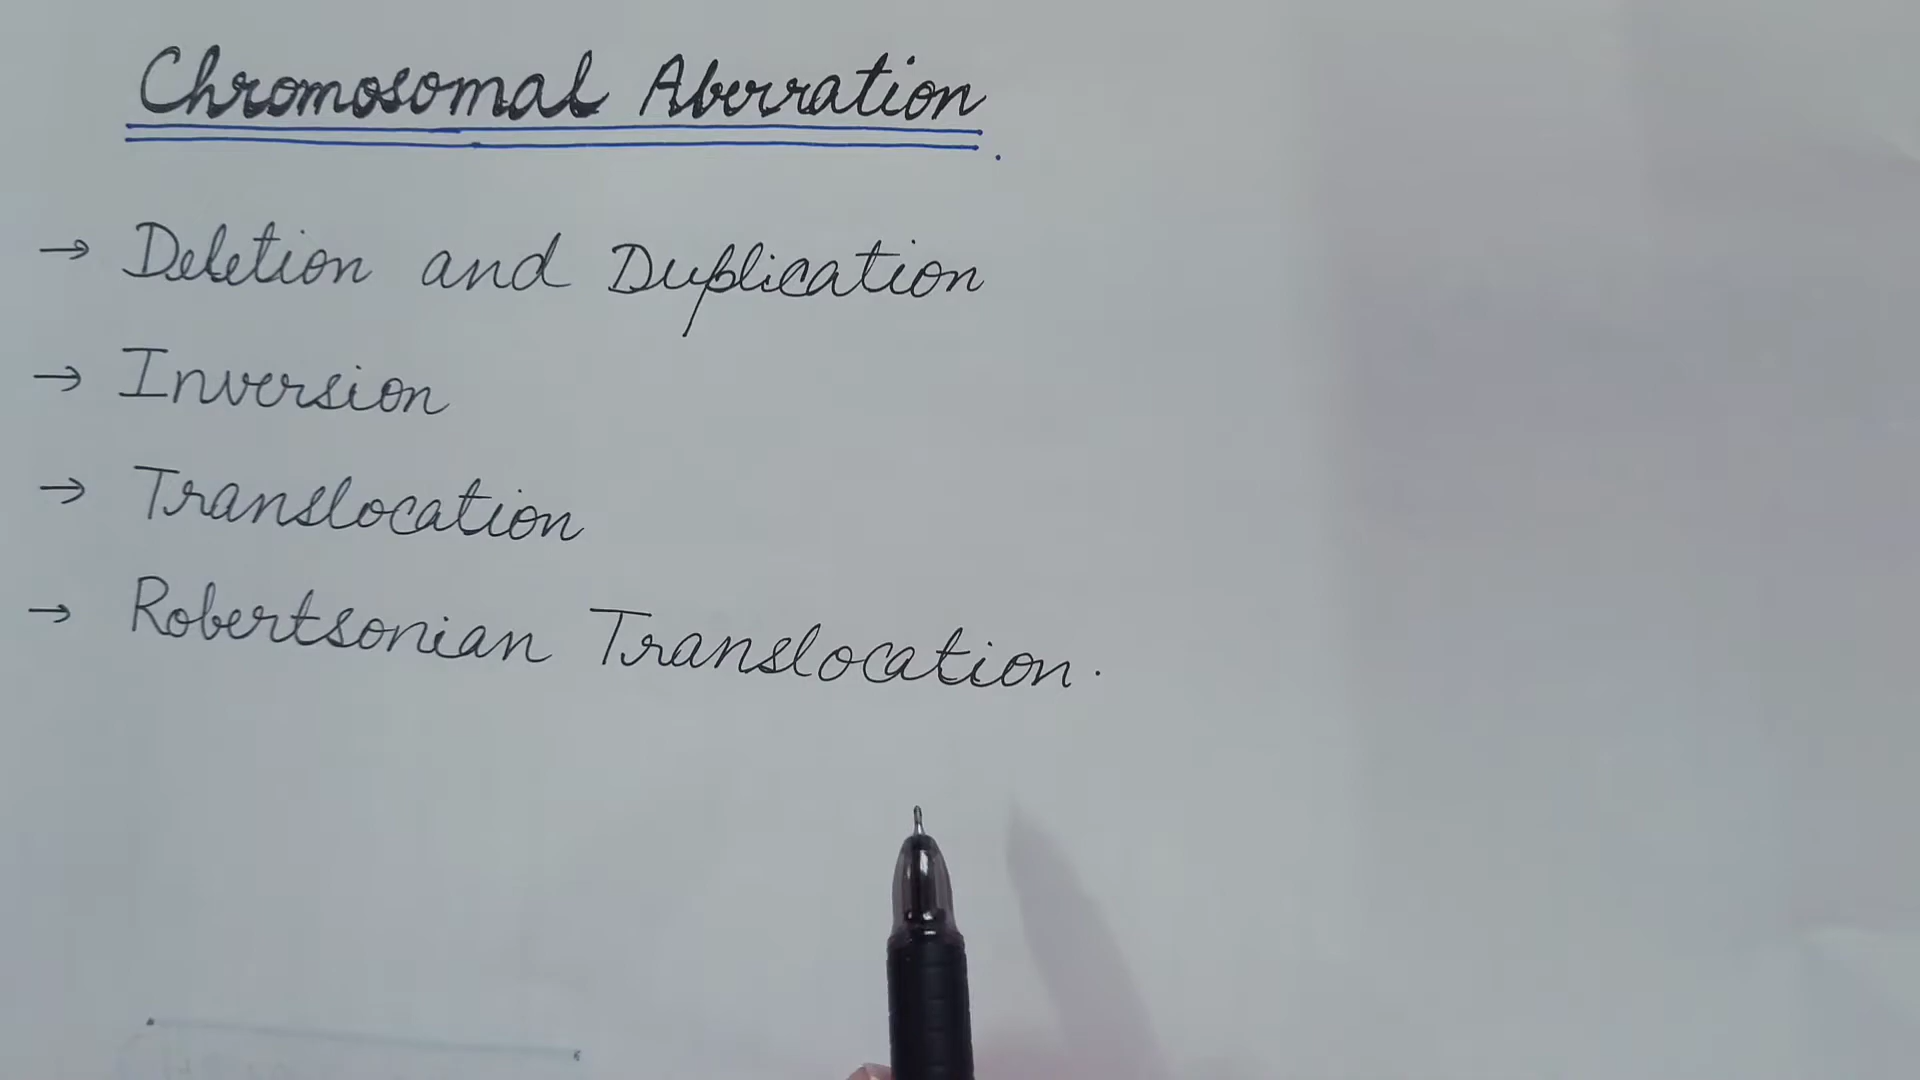 Chromosomal Aberration.
→ Deletion and Duplication
→ Inversion
→ Translocation
→ Robertsonian Translocation.